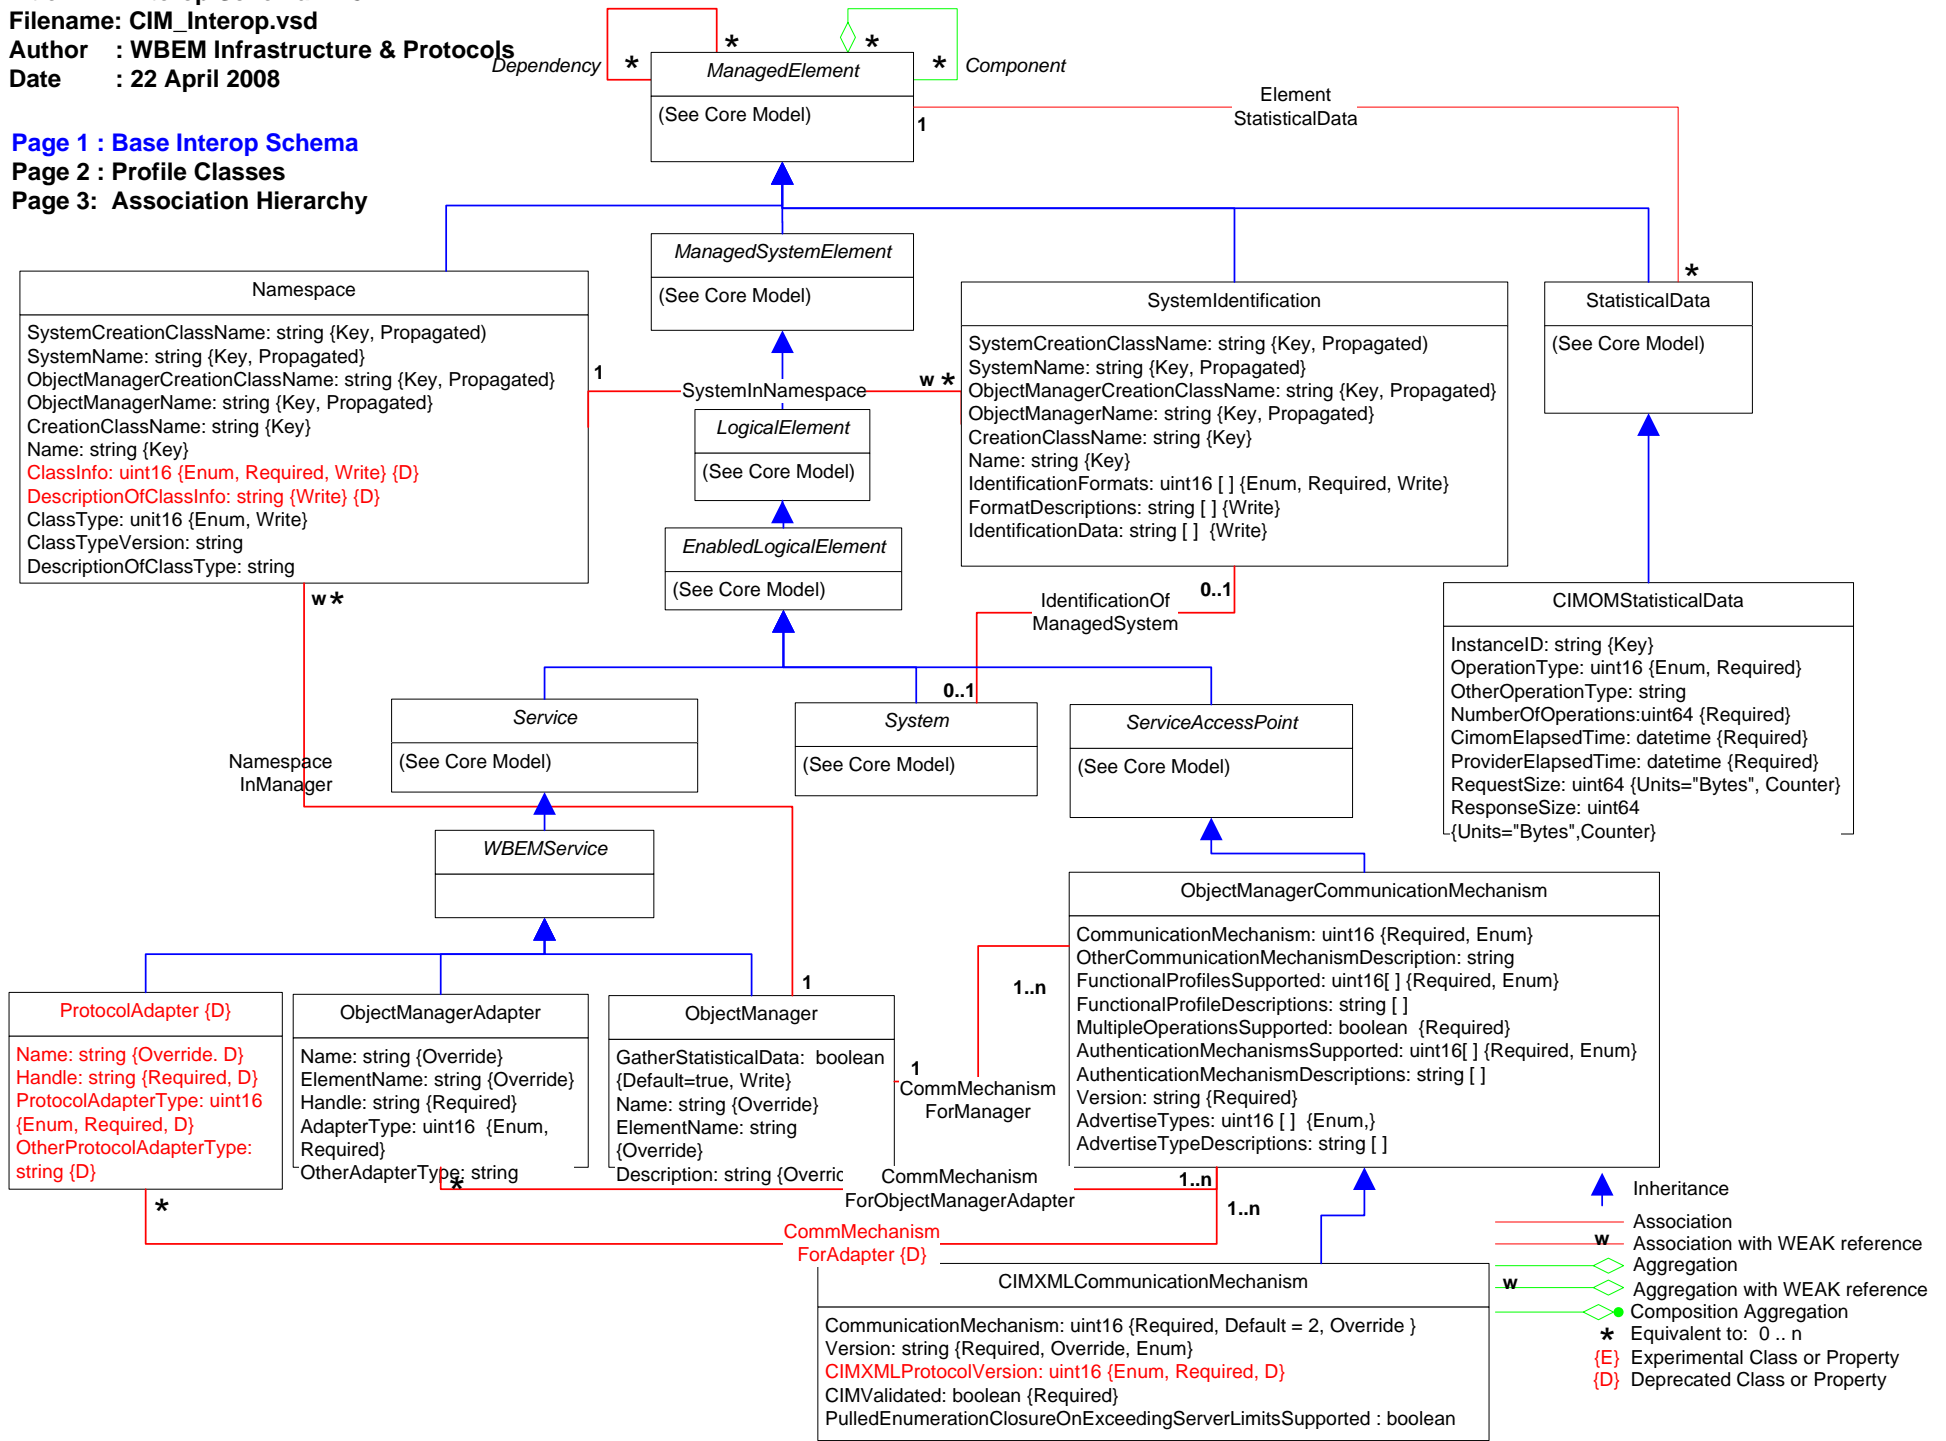 Filename: CIM_Interop.vsd
Author : WBEM Infrastructure & Protocols
Date : 22 April 2008
Page 1 : Base Interop Schema
Page 2 : Profile Classes
Page 3: Association Hierarchy
Dependency
*
*
ManagedElement
(See Core Model)
*
*
Component
1
Element
StatisticalData
*
ManagedSystemElement
(See Core Model)
Namespace
SystemCreationClassName: string {Key, Propagated)
SystemName: string {Key, Propagated}
ObjectManagerCreationClassName: string {Key, Propagated}
ObjectManagerName: string {Key, Propagated}
CreationClassName: string {Key}
Name: string {Key}
ClassInfo: uint16 {Enum, Required, Write} {D}
DescriptionOfClassInfo: string {Write} {D}
ClassType: unit16 {Enum, Write}
ClassTypeVersion: string
DescriptionOfClassType: string
1
SystemInNamespace
w *
SystemIdentification
SystemCreationClassName: string {Key, Propagated)
SystemName: string {Key, Propagated}
ObjectManagerCreationClassName: string {Key, Propagated}
ObjectManagerName: string {Key, Propagated}
CreationClassName: string {Key}
Name: string {Key}
IdentificationFormats: uint16 [ ] {Enum, Required, Write}
FormatDescriptions: string [ ] {Write}
IdentificationData: string [ ] {Write}
StatisticalData
(See Core Model)
LogicalElement
(See Core Model)
EnabledLogicalElement
(See Core Model)
w *
IdentificationOf
ManagedSystem
0..1
0..1
CIMOMStatisticalData
InstanceID: string {Key}
OperationType: uint16 {Enum, Required}
OtherOperationType: string
NumberOfOperations:uint64 {Required}
CimomElapsedTime: datetime {Required}
ProviderElapsedTime: datetime {Required}
RequestSize: uint64 {Units="Bytes", Counter}
ResponseSize: uint64
{Units="Bytes",Counter}
Service
(See Core Model)
System
(See Core Model)
ServiceAccessPoint
(See Core Model)
Namespace
InManager
WBEMService
ObjectManagerCommunicationMechanism
CommunicationMechanism: uint16 {Required, Enum}
OtherCommunicationMechanismDescription: string
FunctionalProfilesSupported: uint16[ ] {Required, Enum}
FunctionalProfileDescriptions: string [ ]
MultipleOperationsSupported: boolean {Required}
AuthenticationMechanismsSupported: uint16[ ] {Required, Enum}
AuthenticationMechanismDescriptions: string [ ]
Version: string {Required}
AdvertiseTypes: uint16 [ ] {Enum,}
AdvertiseTypeDescriptions: string [ ]
1
1..n
ProtocolAdapter {D}
Name: string {Override. D}
Handle: string {Required, D}
ProtocolAdapterType: uint16
{Enum, Required, D}
OtherProtocolAdapterType:
string {D}
ObjectManagerAdapter
Name: string {Override}
ElementName: string {Override}
Handle: string {Required}
AdapterType: uint16 {Enum,
Required}
OtherAdapterType: string
ObjectManager
GatherStatisticalData: boolean
{Default=true, Write}
Name: string {Override}
ElementName: string
{Override}
Description: string {Overric
1
CommMechanism
ForManager
*
CommMechanism
ForObjectManagerAdapter
1..n
*
CommMechanism
ForAdapter {D}
1..n
CIMXMLCommunicationMechanism
CommunicationMechanism: uint16 {Required, Default = 2, Override }
Version: string {Required, Override, Enum}
CIMXMLProtocolVersion: uint16 {Enum, Required, D}
CIMValidated: boolean {Required}
PulledEnumerationClosureOnExceedingServerLimitsSupported : boolean
Inheritance
Association
w Association with WEAK reference
Aggregation
w Aggregation with WEAK reference
Composition Aggregation
* Equivalent to: 0 .. n
{E} Experimental Class or Property
{D} Deprecated Class or Property